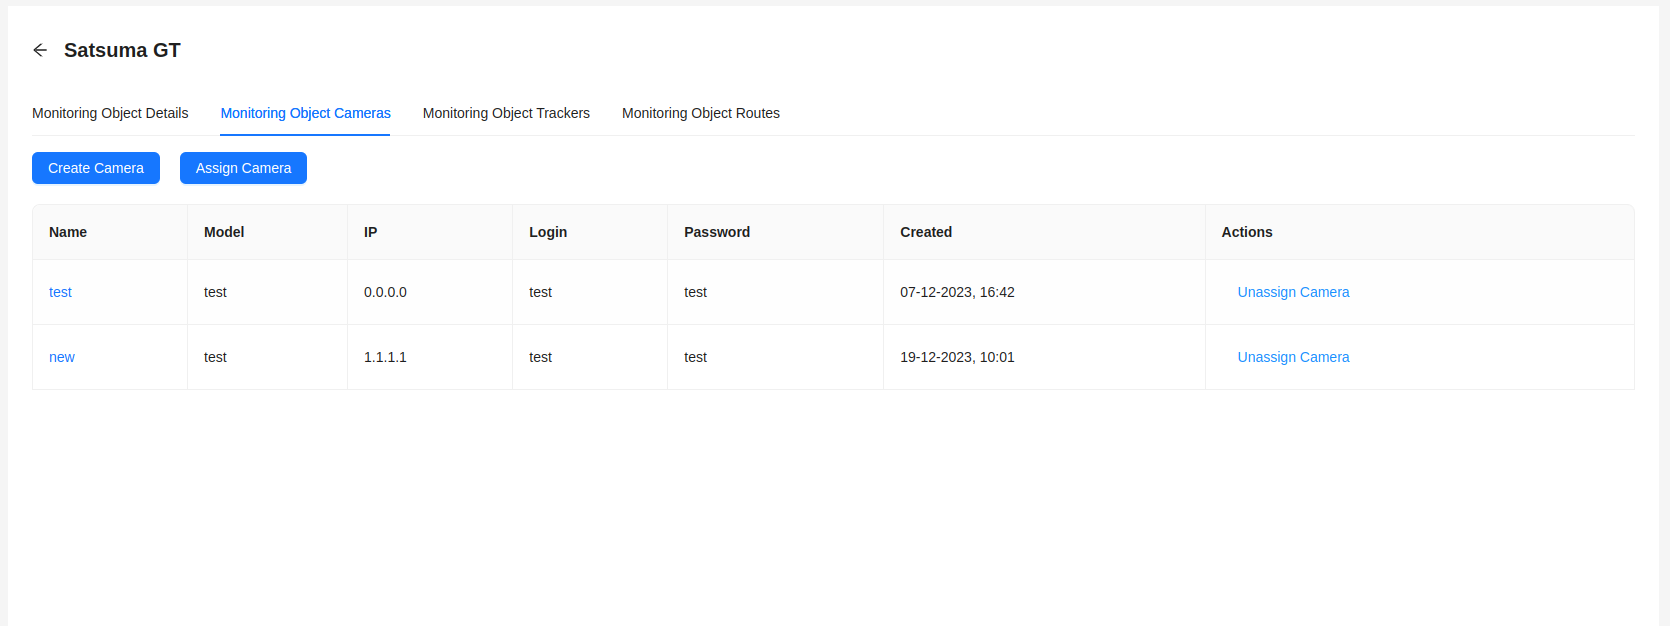 Satsuma GT
Monitoring Object Details Monitoring Object Cameras Monitoring Object Trackers Monitoring Object Routes
Create Camera Assign Camera
Name Model IP Login Password Created Actions
test test 0.0.0.0 test test 07-12-2023, 16:42 Unassign Camera
new test 1.1.1.1 test test 19-12-2023, 10:01 Unassign Camera